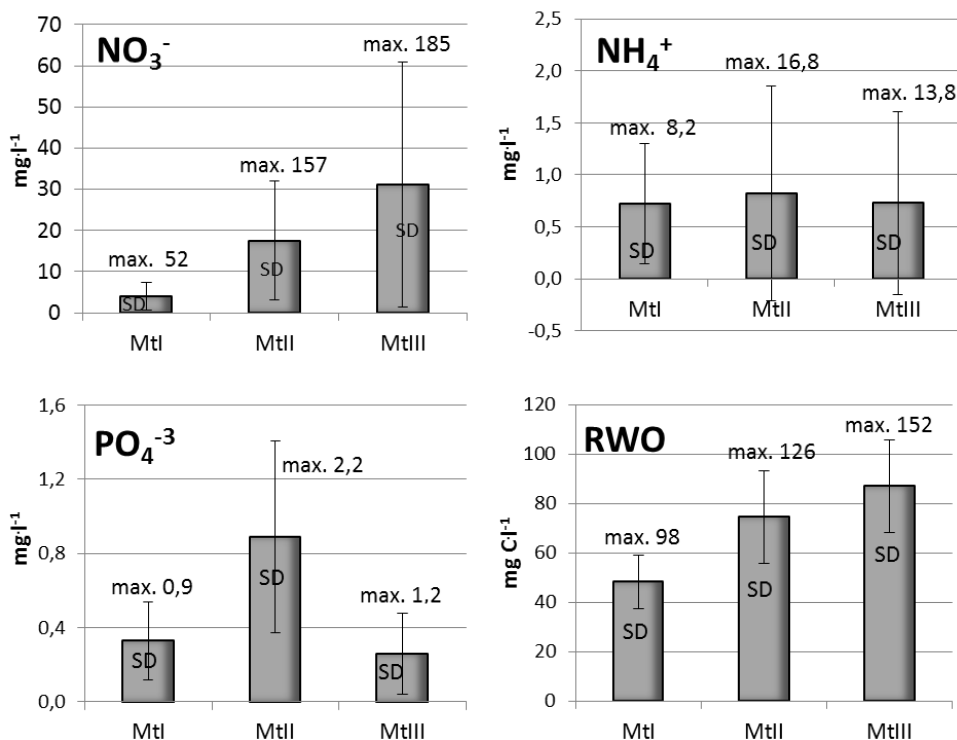 NO₃⁻
mg·l⁻¹
70
60
50
40
30
20
10
0
max. 52
max. 157
max. 185
SD
SD
SD
MtI
MtII
MtIII
NH₄⁺
mg·l⁻¹
2,5
2,0
1,5
1,0
0,5
0,0
-0,5
max. 8,2
max. 16,8
max. 13,8
SD
SD
SD
MtI
MtII
MtIII
PO₄⁻³
mg·l⁻¹
1,6
1,2
0,8
0,4
0,0
max. 0,9
max. 2,2
max. 1,2
SD
SD
SD
MtI
MtII
MtIII
RWO
mg C·l⁻¹
120
100
80
60
40
20
0
max. 98
max. 126
max. 152
SD
SD
SD
MtI
MtII
MtIII